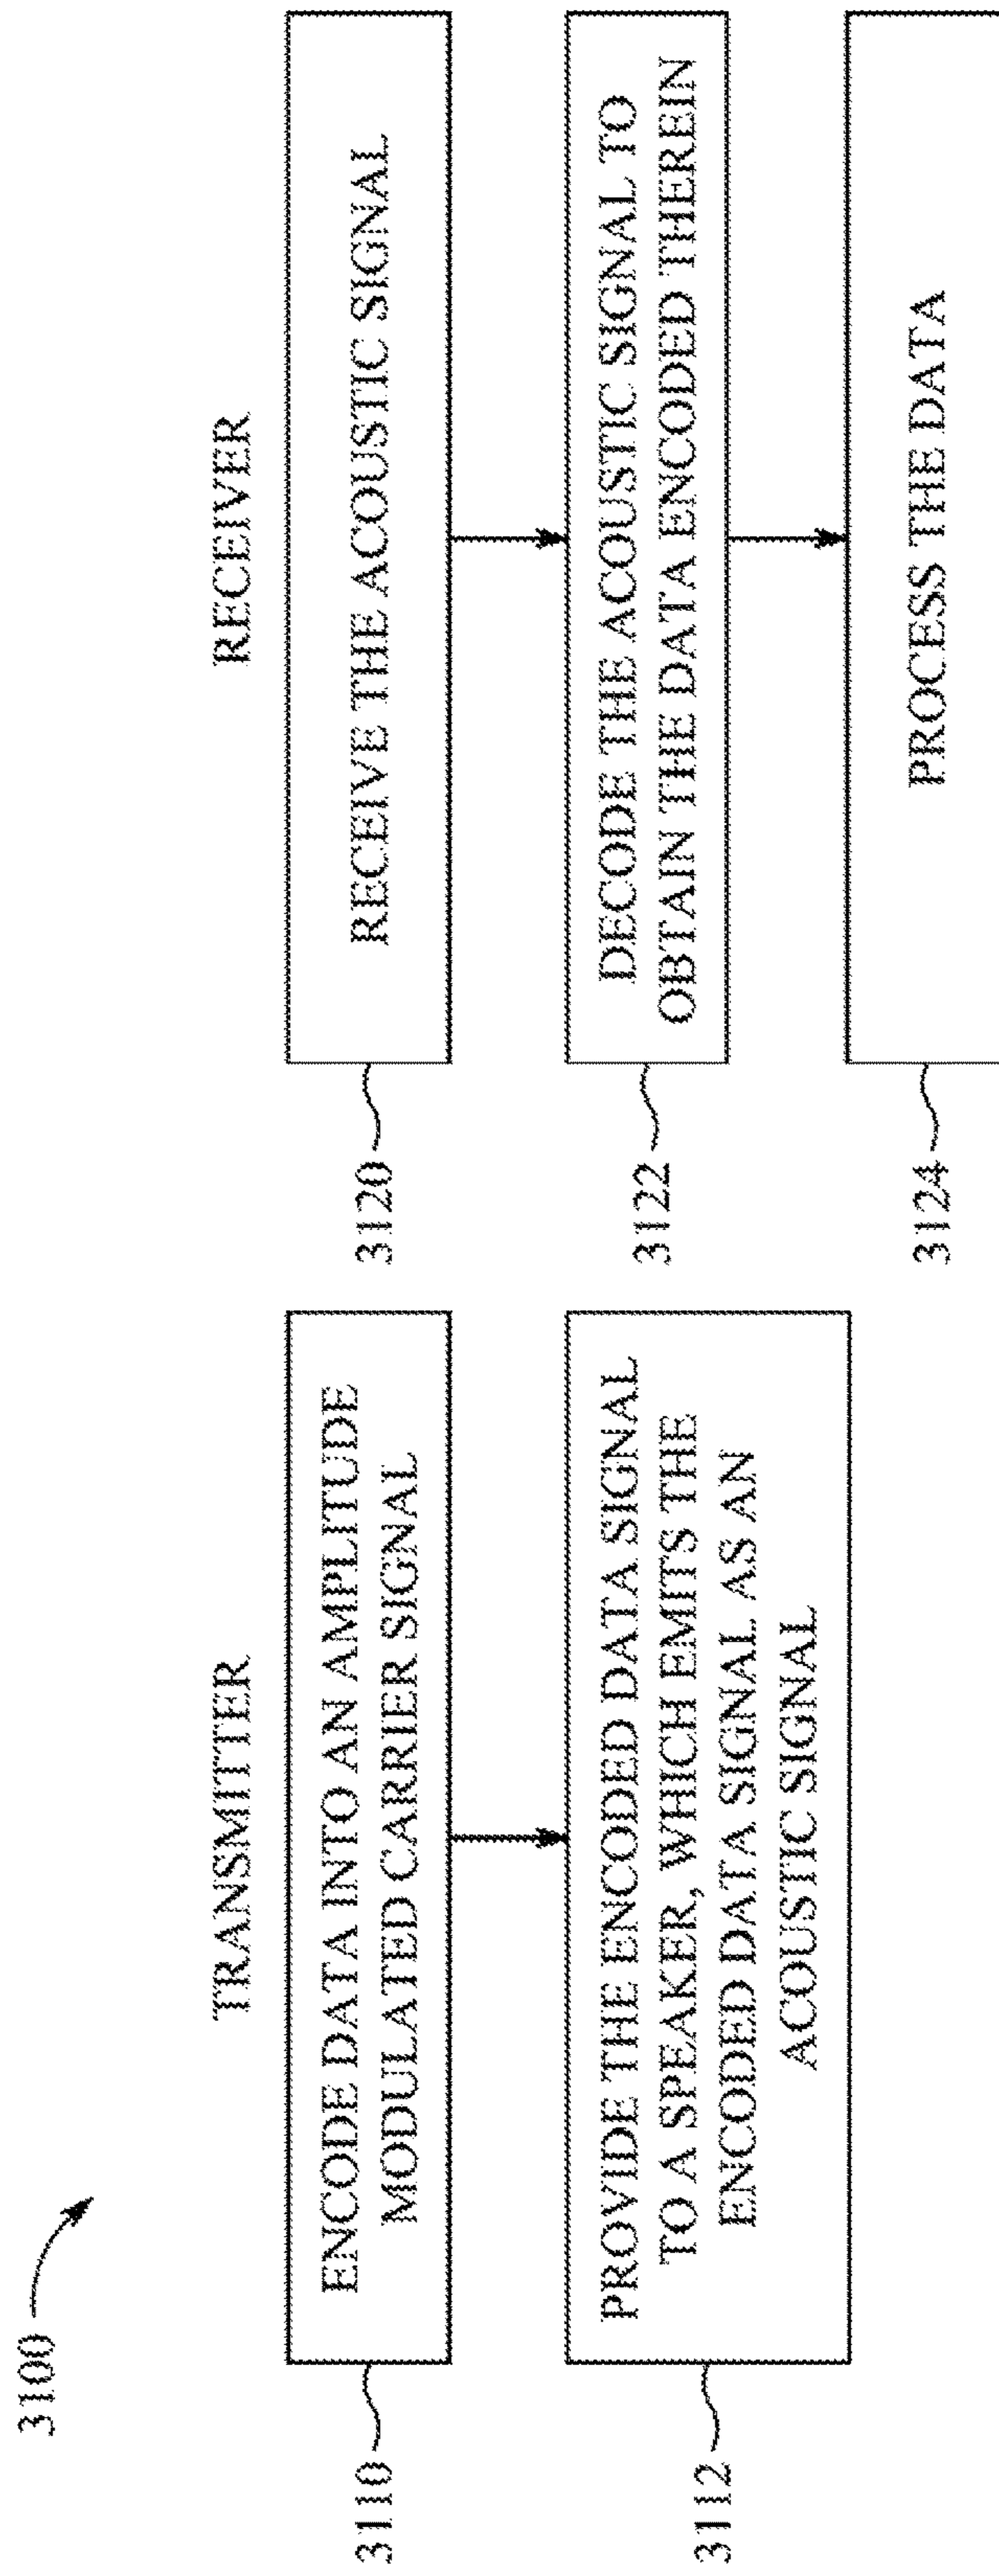 3100
TRANSMITTER
3110
ENCODE DATA INTO AN AMPLITUDE
MODULATED CARRIER SIGNAL
3112
PROVIDE THE ENCODED DATA SIGNAL
TO A SPEAKER, WHICH EMITS THE
ENCODED DATA SIGNAL AS AN
ACOUSTIC SIGNAL
RECEIVER
3120
RECEIVE THE ACOUSTIC SIGNAL
3122
DECODE THE ACOUSTIC SIGNAL TO
OBTAIN THE DATA ENCODED THEREIN
3124
PROCESS THE DATA